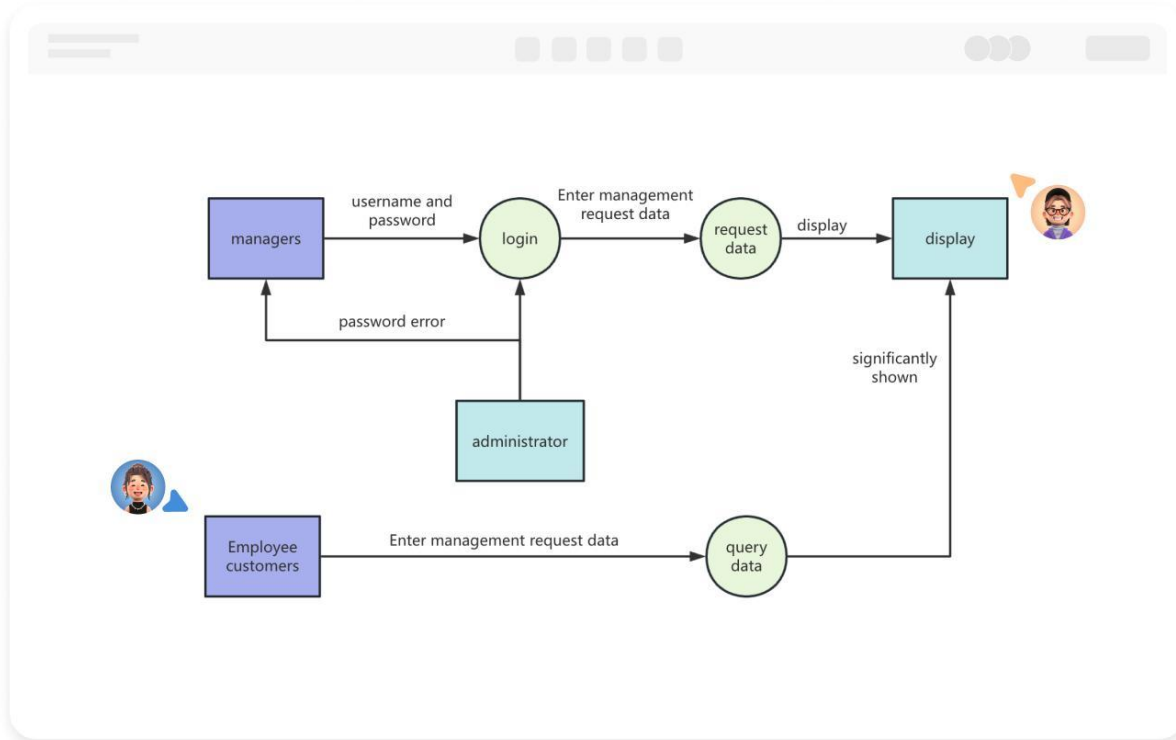 username and
password
Enter management
request data
managers
login
request
data
display
display
password error
significantly
shown
administrator
Employee
customers
Enter management request data
query
data